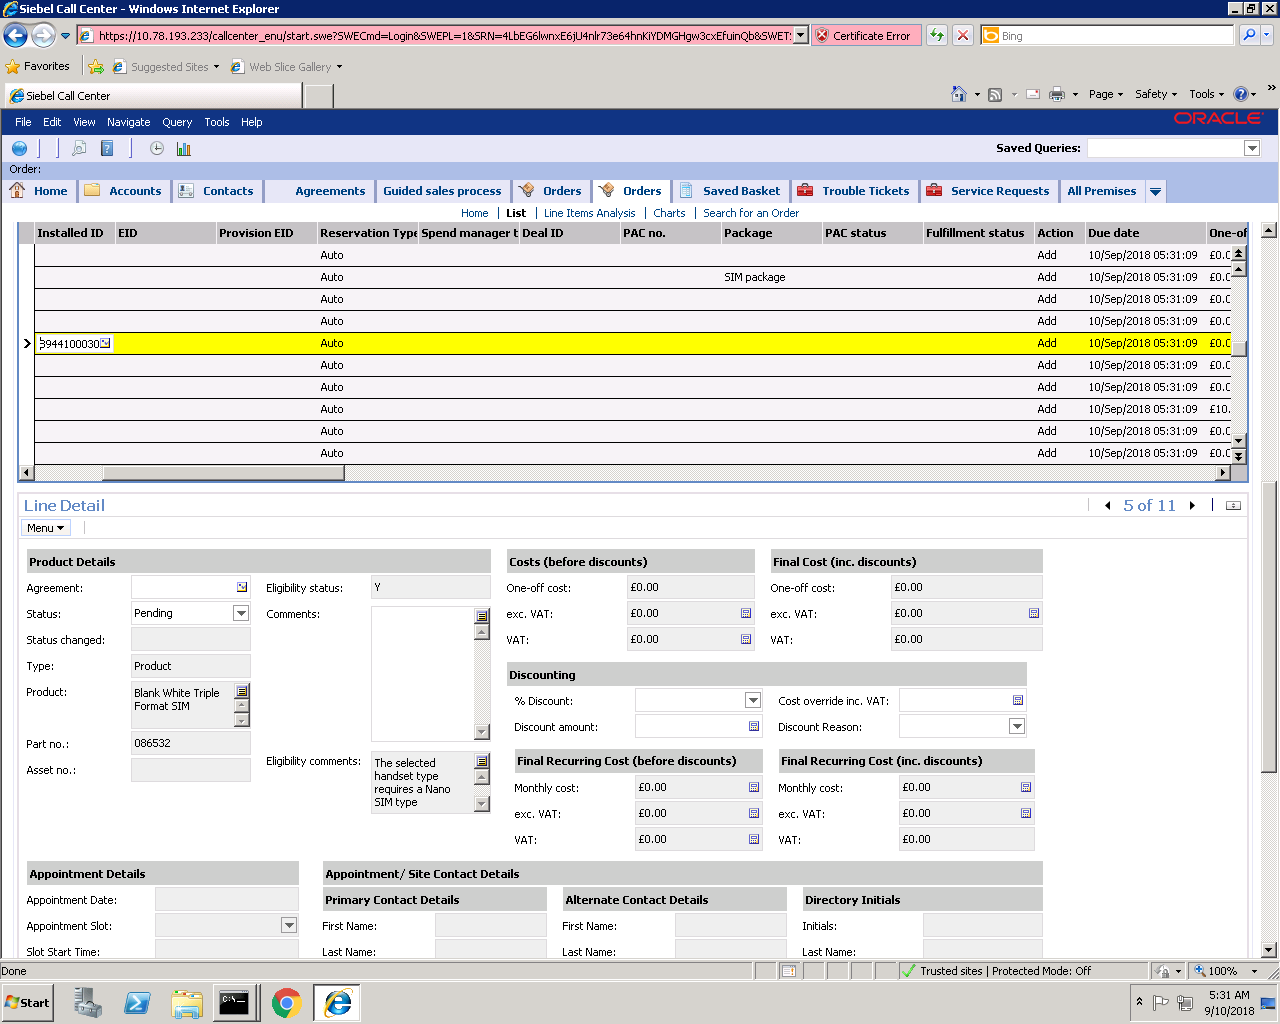 Siebel Call Center - Windows Internet Explorer
https://10.78.193.233/callcenter_enu/start.swe?SWECmd=Login&SWEPL=1&SRN=4LbEG6lwnxE6jU4nlr73e64hnKiYDMGHgw3cxEfuinQb&SWET: Certificate Error Bing
Favorites Suggested Sites Web Slice Gallery
Siebel Call Center Page Safety Tools
File Edit View Navigate Query Tools Help ORACLE
Saved Queries:
Order:
Home Accounts Contacts Agreements Guided sales process Orders Orders Saved Basket Trouble Tickets Service Requests All Premises
Home List Line Items Analysis Charts Search for an Order
Installed ID EID Provision EID Reservation Type Spend manager t Deal ID PAC no. Package PAC status Fulfillment status Action Due date One-of
Auto Add 10/Sep/2018 05:31:09 £0.0
Auto SIM package Add 10/Sep/2018 05:31:09 £0.0
Auto Add 10/Sep/2018 05:31:09 £0.0
Auto Add 10/Sep/2018 05:31:09 £0.0
3944100030 Auto Add 10/Sep/2018 05:31:09 £0.0
Auto Add 10/Sep/2018 05:31:09 £0.0
Auto Add 10/Sep/2018 05:31:09 £0.0
Auto Add 10/Sep/2018 05:31:09 £10.
Auto Add 10/Sep/2018 05:31:09 £0.0
Auto Add 10/Sep/2018 05:31:09 £0.0
Line Detail 5 of 11
Menu
Product Details Costs (before discounts) Final Cost (inc. discounts)
Agreement: Eligibility status: Y One-off cost: £0.00 One-off cost: £0.00
Status: Pending Comments: exc. VAT: £0.00 exc. VAT: £0.00
Status changed: VAT: £0.00 VAT: £0.00
Type: Product
Discounting
Product: Blank White Triple Format SIM
% Discount: Cost override inc. VAT:
Discount amount: Discount Reason:
Part no.: 086532
Eligibility comments: The selected handset type requires a Nano SIM type
Final Recurring Cost (before discounts) Final Recurring Cost (inc. discounts)
Asset no.:
Monthly cost: £0.00 Monthly cost: £0.00
exc. VAT: £0.00 exc. VAT: £0.00
VAT: £0.00 VAT: £0.00
Appointment Details Appointment/ Site Contact Details
Appointment Date: Primary Contact Details Alternate Contact Details Directory Initials
Appointment Slot: First Name: First Name: Initials:
Slot Start Time: Last Name: Last Name: Last Name:
Done Trusted sites | Protected Mode: Off 100%
Start 5:31 AM
9/10/2018